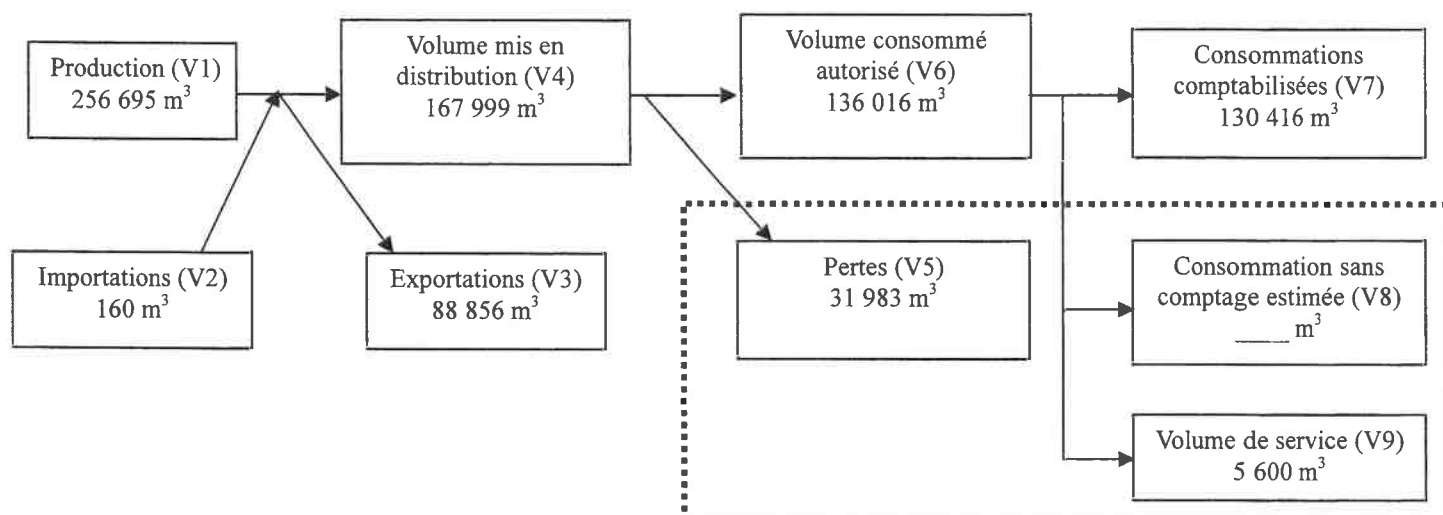 Production (V1)
256 695 m³
Volume mis en
distribution (V4)
167 999 m³
Volume consommé
autorisé (V6)
136 016 m³
Consommations
comptabilisées (V7)
130 416 m³
Importations (V2)
160 m³
Exportations (V3)
88 856 m³
Pertes (V5)
31 983 m³
Consommation sans
comptage estimée (V8)
____ m³
Volume de service (V9)
5 600 m³